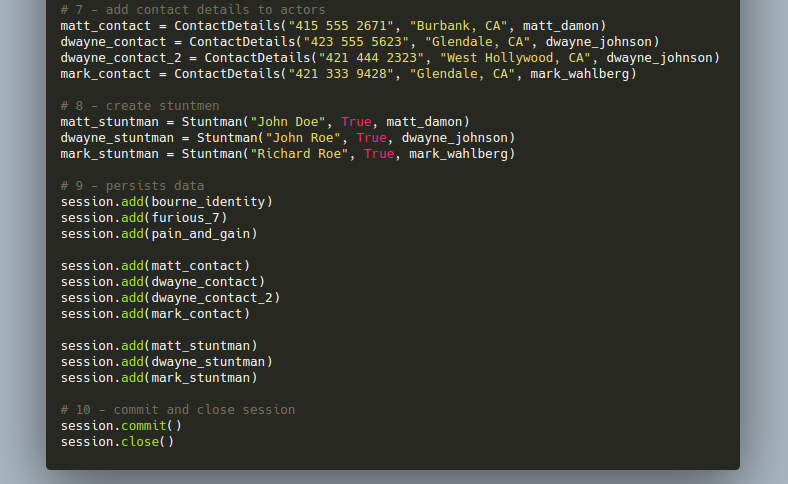 # 7 - add contact details to actors
matt_contact = ContactDetails("415 555 2671", "Burbank, CA", matt_damon)
dwayne_contact = ContactDetails("423 555 5623", "Glendale, CA", dwayne_johnson)
dwayne_contact_2 = ContactDetails("421 444 2323", "West Hollywood, CA", dwayne_johnson)
mark_contact = ContactDetails("421 333 9428", "Glendale, CA", mark_wahlberg)

# 8 - create stuntmen
matt_stuntman = Stuntman("John Doe", True, matt_damon)
dwayne_stuntman = Stuntman("John Roe", True, dwayne_johnson)
mark_stuntman = Stuntman("Richard Roe", True, mark_wahlberg)

# 9 - persists data
session.add(bourne_identity)
session.add(furious_7)
session.add(pain_and_gain)

session.add(matt_contact)
session.add(dwayne_contact)
session.add(dwayne_contact_2)
session.add(mark_contact)

session.add(matt_stuntman)
session.add(dwayne_stuntman)
session.add(mark_stuntman)

# 10 - commit and close session
session.commit()
session.close()